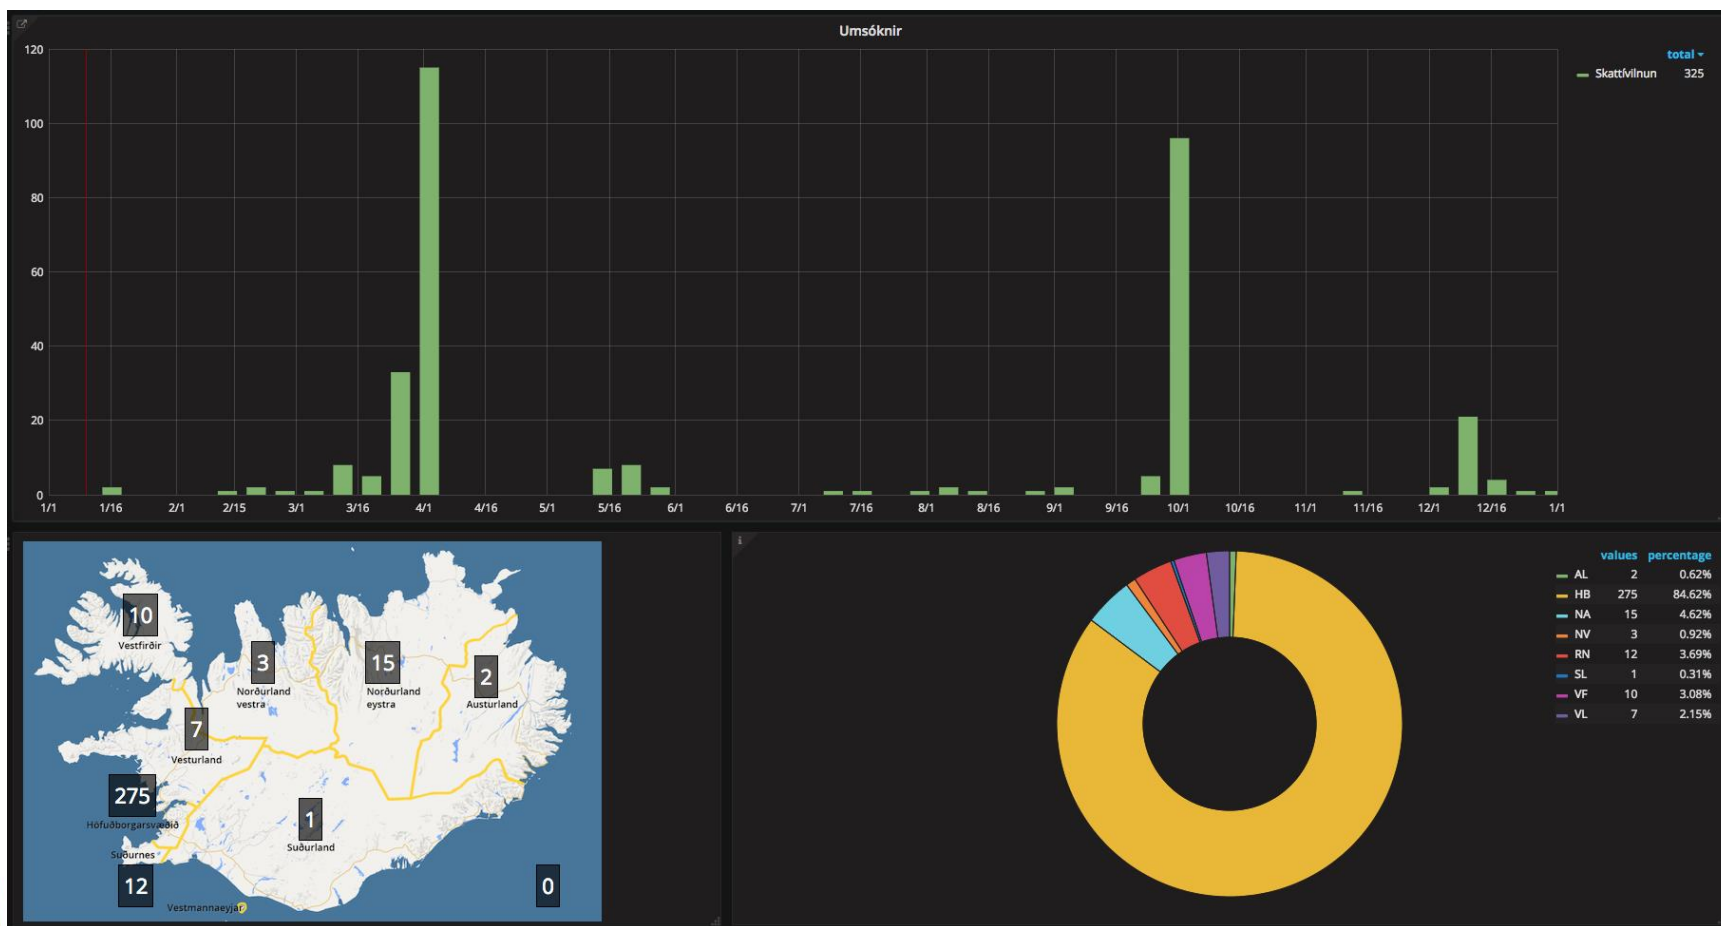 Umsóknir
120
100
80
60
40
20
0
1/1 1/16 2/1 2/15 3/1 3/16 4/1 4/16 5/1 5/16 6/1 6/16 7/1 7/16 8/1 8/16 9/1 9/16 10/1 10/16 11/1 11/16 12/1 12/16 1/1
total
Skattívilnun 325
10
Vestfirðir
3
Norðurland
vestra
15
Norðurland
eystra
2
Austurland
7
Vesturland
275
Höfuðborgarsvæðið
1
Suðurland
Suðurnes
12
0
Vestmannaeyjar
i
values percentage
AL 2 0.62%
HB 275 84.62%
NA 15 4.62%
NV 3 0.92%
RN 12 3.69%
SL 1 0.31%
VF 10 3.08%
VL 7 2.15%